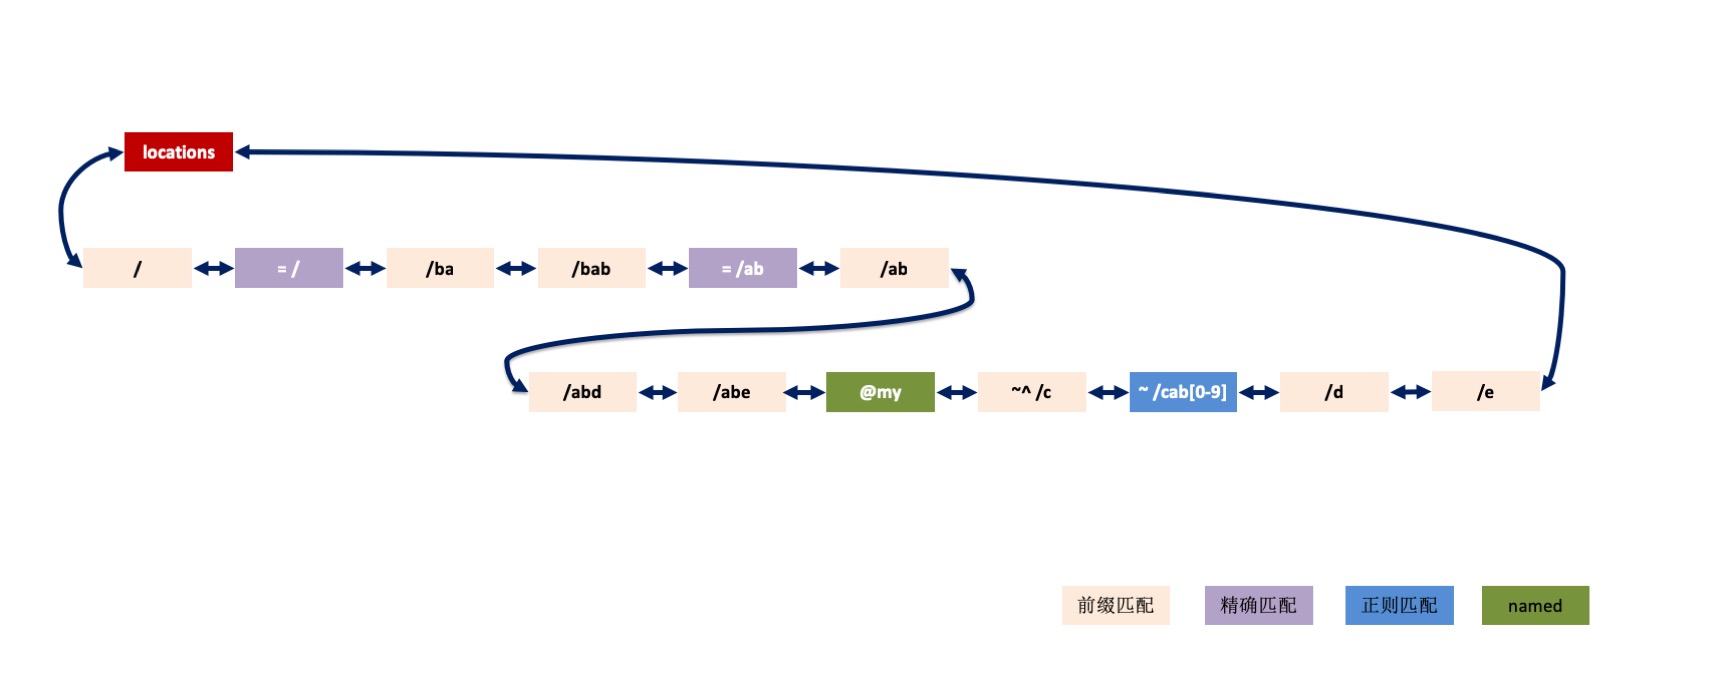 locations
/
= /
/ba
/bab
= /ab
/ab
/abd
/abe
@my
~^ /c
~ /cab[0-9]
/d
/e
前缀匹配
精确匹配
正则匹配
named